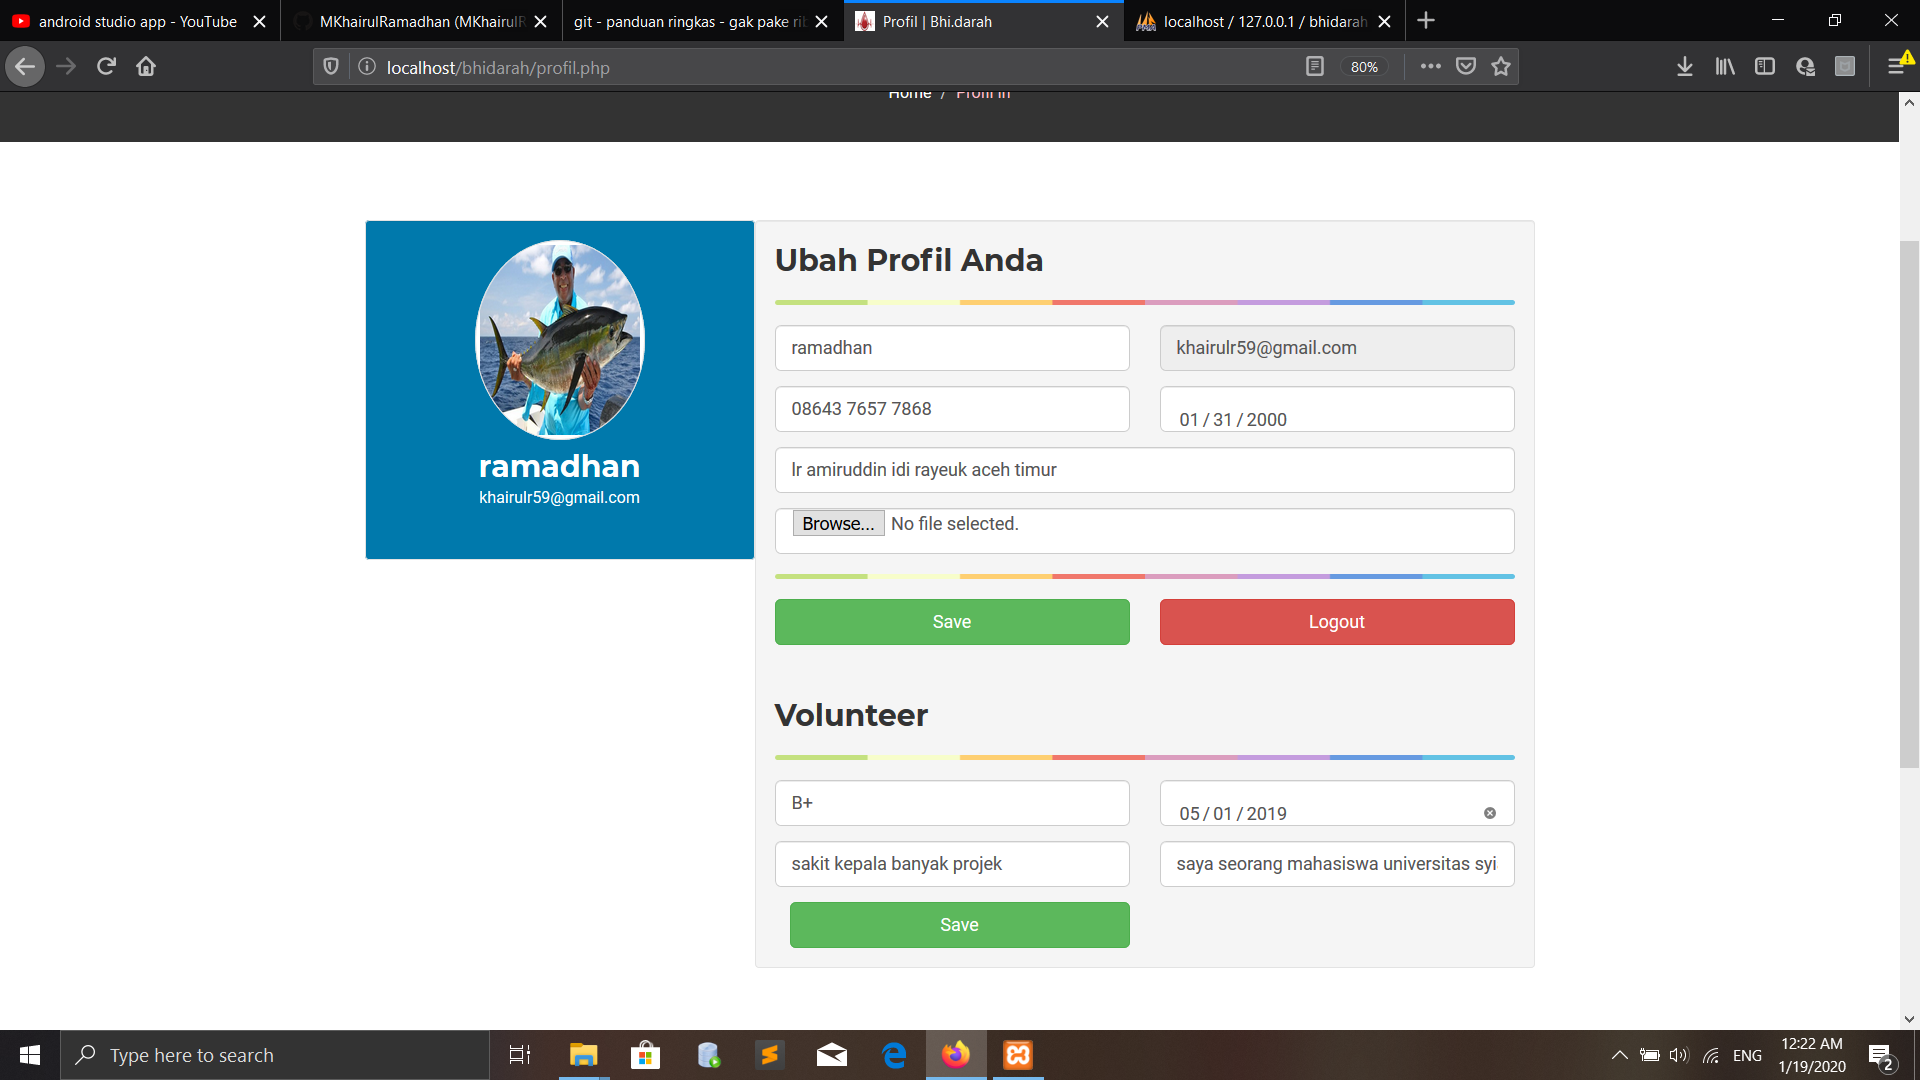 android studio app - YouTube
MKhairulRamadhan (MKhairulR
git - panduan ringkas - gak pake rib
Profil | Bhi.darah
localhost / 127.0.0.1 / bhidarah
localhost/bhidarah/profil.php
80%
Home / Profil in
ramadhan
khairulr59@gmail.com
Ubah Profil Anda
ramadhan
khairulr59@gmail.com
08643 7657 7868
01 / 31 / 2000
lr amiruddin idi rayeuk aceh timur
Browse... No file selected.
Save
Logout
Volunteer
B+
05 / 01 / 2019
sakit kepala banyak projek
saya seorang mahasiswa universitas syi
Save
Type here to search
ENG
12:22 AM
1/19/2020
2